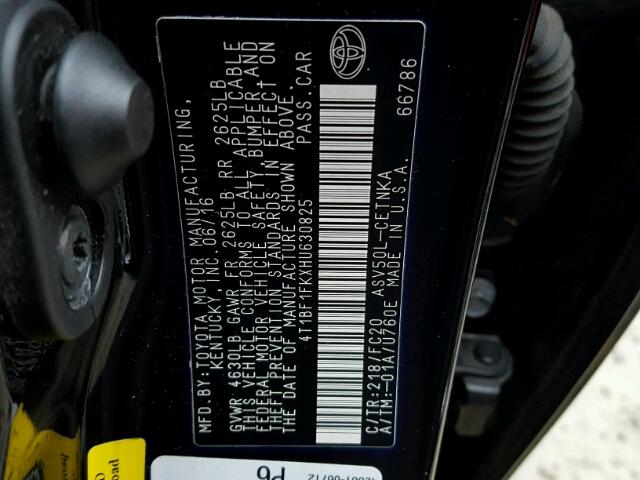 MFD.BY:TOYOTA MOTOR MANUFACTURING,
KENTUCKY, INC. 06/16
GVWR 4630LB GAWR FR 2625LB RR 2625LB
THIS VEHICLE CONFORMS TO ALL APPLICABLE
FEDERAL MOTOR VEHICLE SAFETY, BUMPER, AND
THEFT PREVENTION STANDARDS IN EFFECT ON
THE DATE OF MANUFACTURE SHOWN ABOVE.
4T1BF1FKXHU630825 PASS.CAR
C/TR:218/FC20 ASV50L-CETNKA
A/TM:-01A/U760E MADE IN U.S.A.
66786
P6